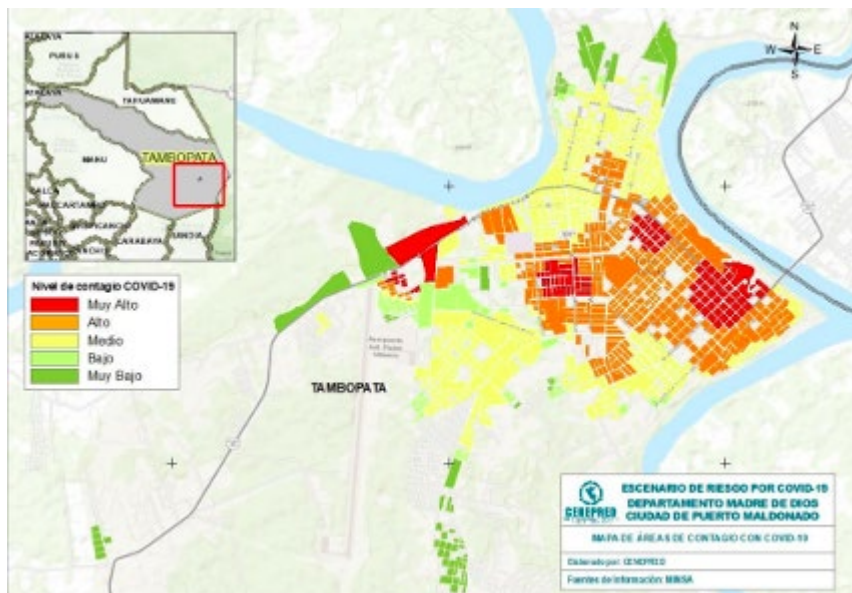 PURUS
TAHUAMANU
MANU
TAMBOPATA
CARABAYA
SANDIA
N
W E
S
Nivel de contagio COVID-19
Muy Alto
Alto
Medio
Bajo
Muy Bajo
TAMBOPATA
CENEPRED
ESCENARIO DE RIESGO POR COVID-19
DEPARTAMENTO MADRE DE DIOS
CIUDAD DE PUERTO MALDONADO
MAPA DE ÁREAS DE CONTAGIO CON COVID-19
Elaborado por: CENEPRED
Fuentes de información: MINSA